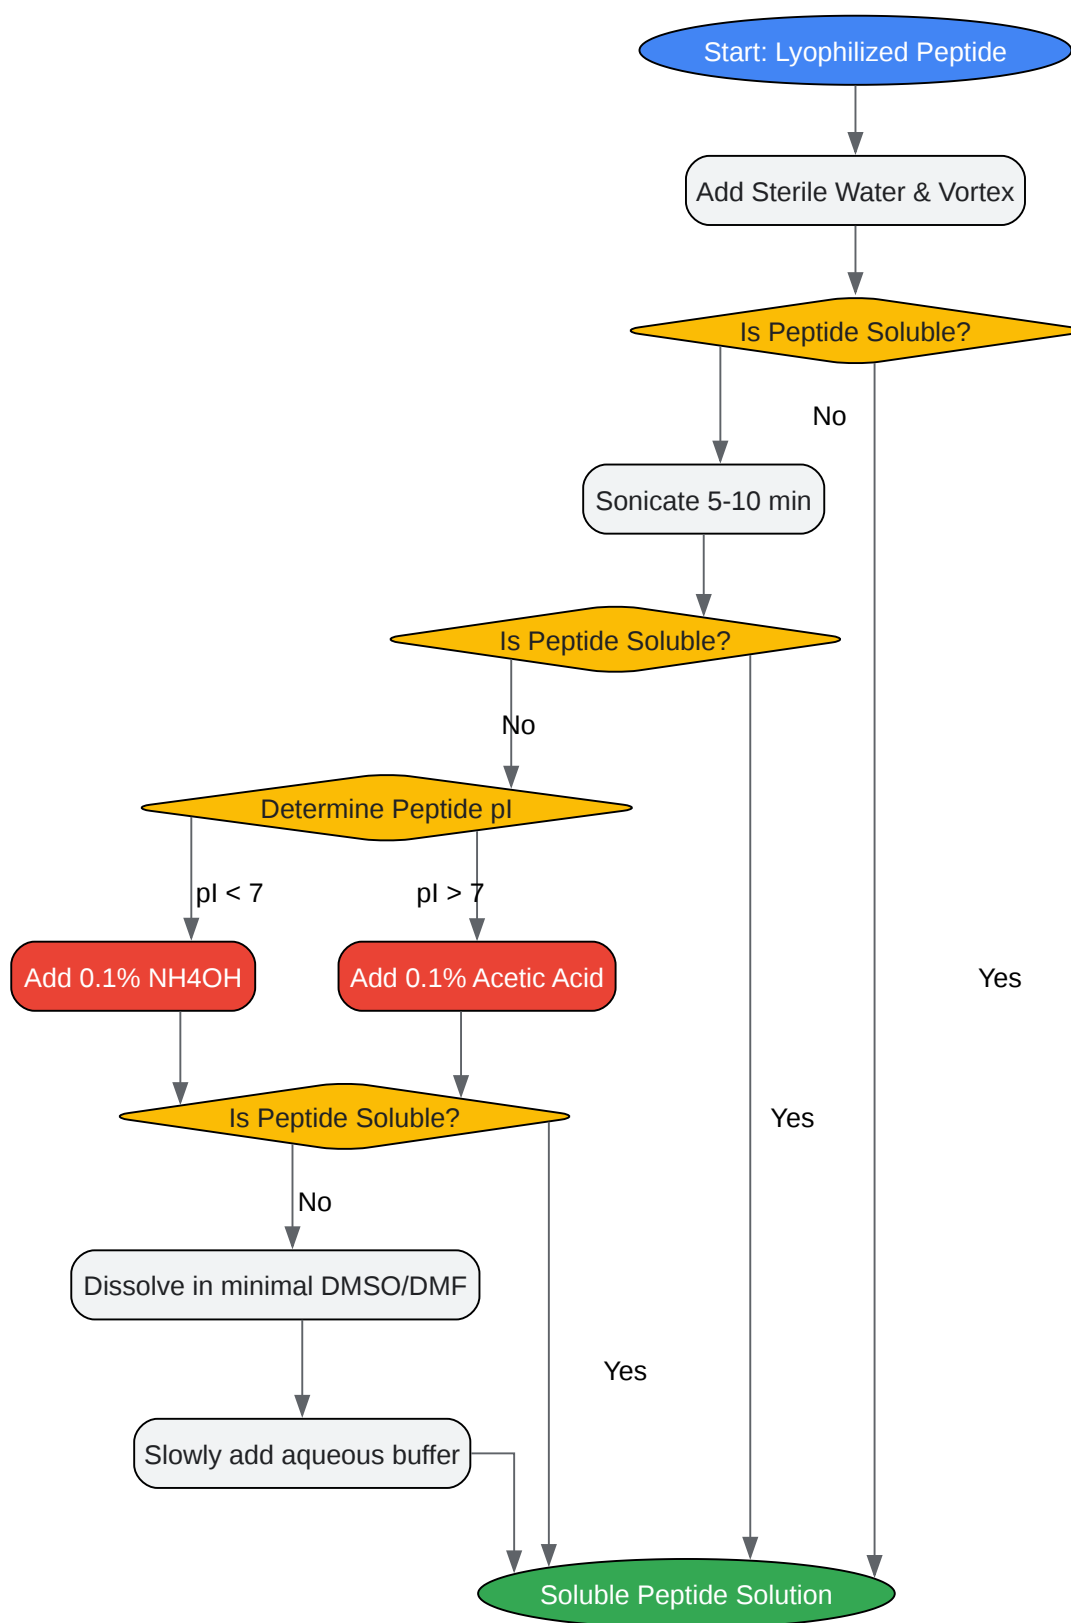 Start: Lyophilized Peptide
Add Sterile Water & Vortex
Is Peptide Soluble?
No
Sonicate 5-10 min
Is Peptide Soluble?
No
Determine Peptide pI
pI < 7
pI > 7
Add 0.1% NH4OH
Add 0.1% Acetic Acid
Yes
Is Peptide Soluble?
Yes
No
Dissolve in minimal DMSO/DMF
Yes
Slowly add aqueous buffer
Soluble Peptide Solution